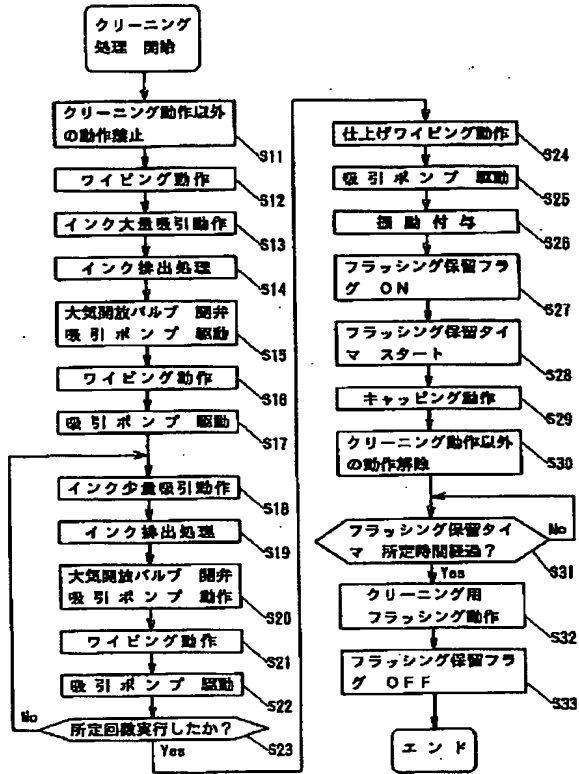 クリーニング
処理 開始
クリーニング動作以外
の動作禁止
S11
ワイピング動作
S12
インク大量吸引動作
S13
インク排出処理
S14
大気開放バルブ 開弁
吸引ポンプ 駆動
S15
ワイピング動作
S16
吸引ポンプ 駆動
S17
インク少量吸引動作
S18
インク排出処理
S19
大気開放バルブ 開弁
吸引ポンプ 動作
S20
ワイピング動作
S21
吸引ポンプ 駆動
S22
No
所定回数実行したか?
S23
Yes
仕上げワイピング動作
S24
吸引ポンプ 駆動
S25
振動付与
S26
フラッシング保留フラ
グ ON
S27
フラッシング保留タイ
マ スタート
S28
キャッピング動作
S29
クリーニング動作以外
の動作解除
S30
フラッシング保留タイ
マ 所定時間経過?
No
S31
Yes
クリーニング用
フラッシング動作
S32
フラッシング保留フラ
グ OFF
S33
エンド